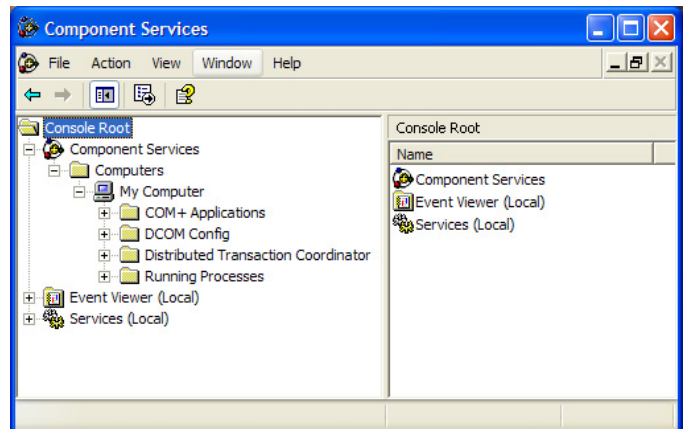 Component Services
File Action View Window Help
Console Root
Component Services
Computers
My Computer
COM+ Applications
DCOM Config
Distributed Transaction Coordinator
Running Processes
Event Viewer (Local)
Services (Local)
Console Root
Name
Component Services
Event Viewer (Local)
Services (Local)